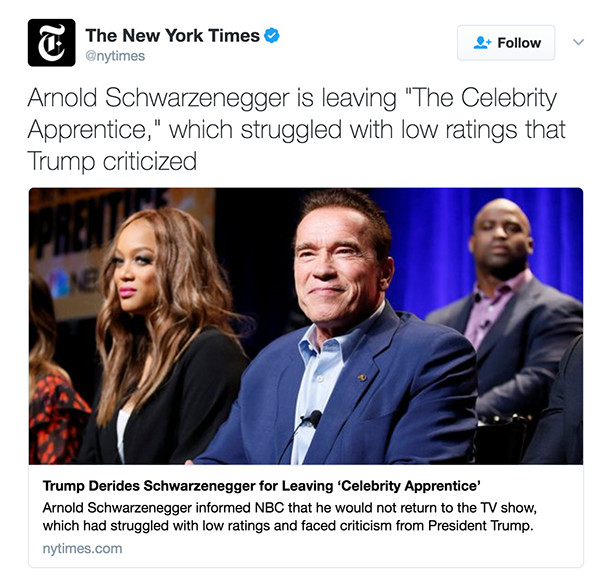 The New York Times
@nytimes
Follow
Arnold Schwarzenegger is leaving "The Celebrity
Apprentice," which struggled with low ratings that
Trump criticized
PRENTICE
NB
Trump Derides Schwarzenegger for Leaving ‘Celebrity Apprentice’
Arnold Schwarzenegger informed NBC that he would not return to the TV show,
which had struggled with low ratings and faced criticism from President Trump.
nytimes.com